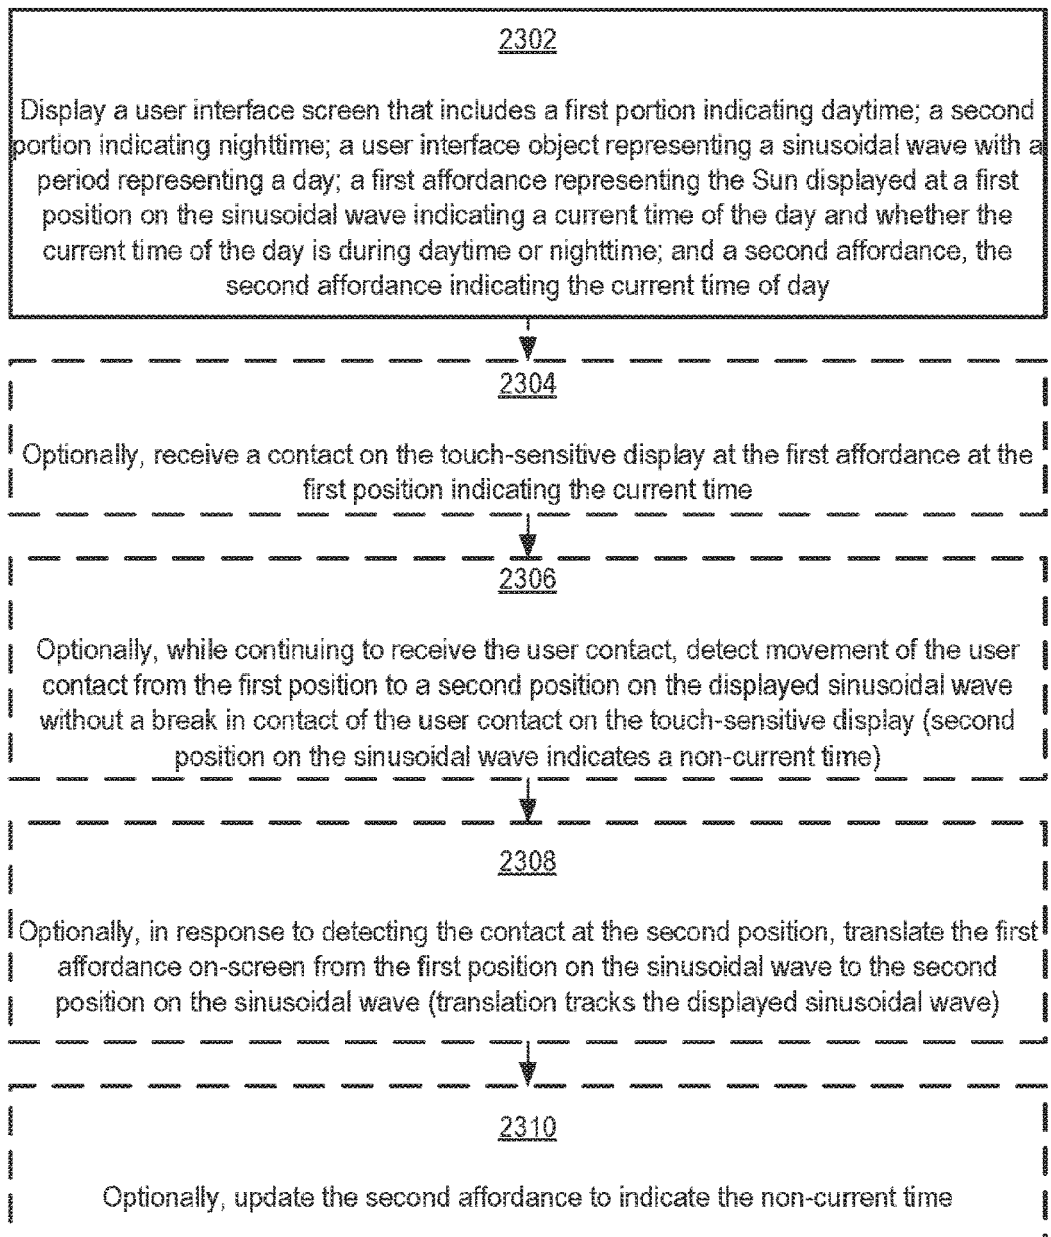 2302
Display a user interface screen that includes a first portion indicating daytime; a second
portion indicating nighttime; a user interface object representing a sinusoidal wave with a
period representing a day; a first affordance representing the Sun displayed at a first
position on the sinusoidal wave indicating a current time of the day and whether the
current time of the day is during daytime or nighttime; and a second affordance, the
second affordance indicating the current time of day
2304
Optionally, receive a contact on the touch-sensitive display at the first affordance at the
first position indicating the current time
2306
Optionally, while continuing to receive the user contact, detect movement of the user
contact from the first position to a second position on the displayed sinusoidal wave
without a break in contact of the user contact on the touch-sensitive display (second
position on the sinusoidal wave indicates a non-current time)
2308
Optionally, in response to detecting the contact at the second position, translate the first
affordance on-screen from the first position on the sinusoidal wave to the second
position on the sinusoidal wave (translation tracks the displayed sinusoidal wave)
2310
Optionally, update the second affordance to indicate the non-current time